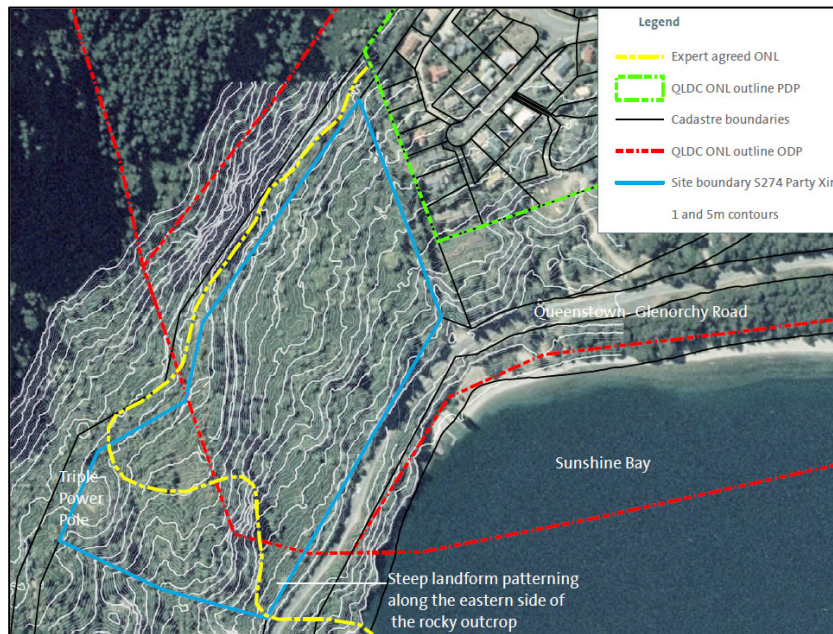 Legend
Expert agreed ONL
QLDC ONL outline PDP
Cadastre boundaries
QLDC ONL outline ODP
Site boundary S274 Party Xin
1 and 5m contours
Queenstown- Glenorchy Road
Sunshine Bay
Triple
Power
Pole
Steep landform patterning
along the eastern side of
the rocky outcrop